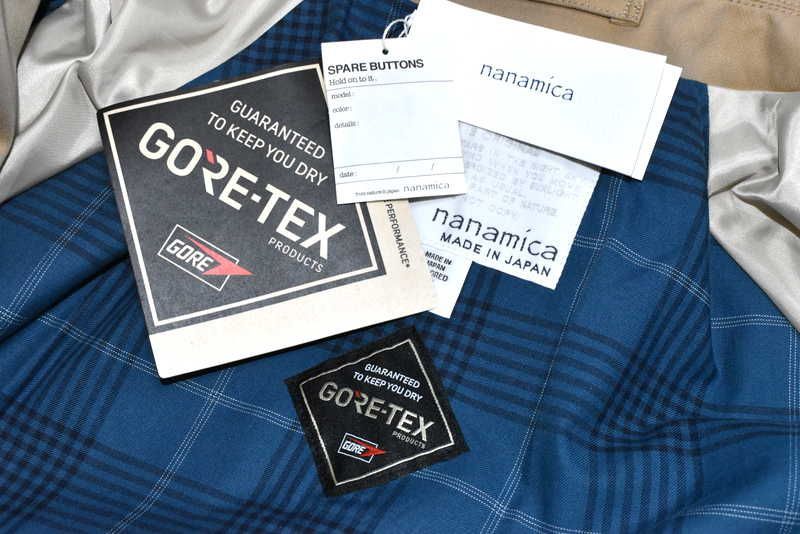 GUARANTEED
TO KEEP YOU DRY
GORE-TEX
PRODUCTS
GORE
PERFORMANCE*
SPARE BUTTONS
Hold on to it.
model:
color:
details:
date: / /
nanamica
nanamica
nanamica
MADE IN JAPAN
MADE IN
JAPAN
GUARANTEED
TO KEEP YOU DRY
GORE-TEX
PRODUCTS
GORE